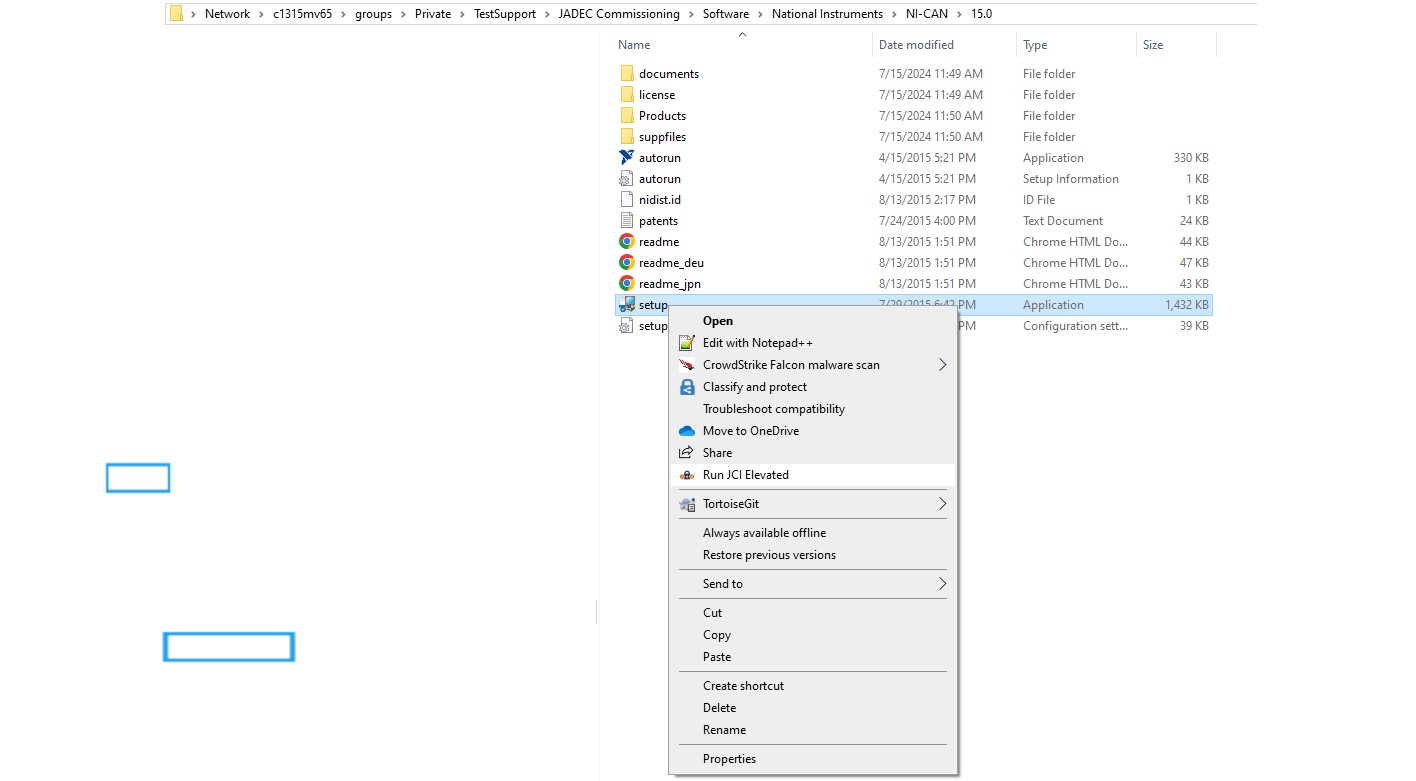 Network > c1315mv65 > groups > Private > TestSupport > JADEC Commissioning > Software > National Instruments > NI-CAN > 15.0
Name Date modified Type Size
documents 7/15/2024 11:49 AM File folder
license 7/15/2024 11:49 AM File folder
Products 7/15/2024 11:50 AM File folder
suppfiles 7/15/2024 11:50 AM File folder
autorun 4/15/2015 5:21 PM Application 330 KB
autorun 4/15/2015 5:21 PM Setup Information 1 KB
nidist.id 8/13/2015 2:17 PM ID File 1 KB
patents 7/24/2015 4:00 PM Text Document 24 KB
readme 8/13/2015 1:51 PM Chrome HTML Do... 44 KB
readme_deu 8/13/2015 1:51 PM Chrome HTML Do... 47 KB
readme_jpn 8/13/2015 1:51 PM Chrome HTML Do... 43 KB
setup 7/29/2015 6:42 PM Application 1,432 KB
setup PM Configuration sett... 39 KB
Open
Edit with Notepad++
CrowdStrike Falcon malware scan
Classify and protect
Troubleshoot compatibility
Move to OneDrive
Share
Run JCI Elevated
TortoiseGit
Always available offline
Restore previous versions
Send to
Cut
Copy
Paste
Create shortcut
Delete
Rename
Properties